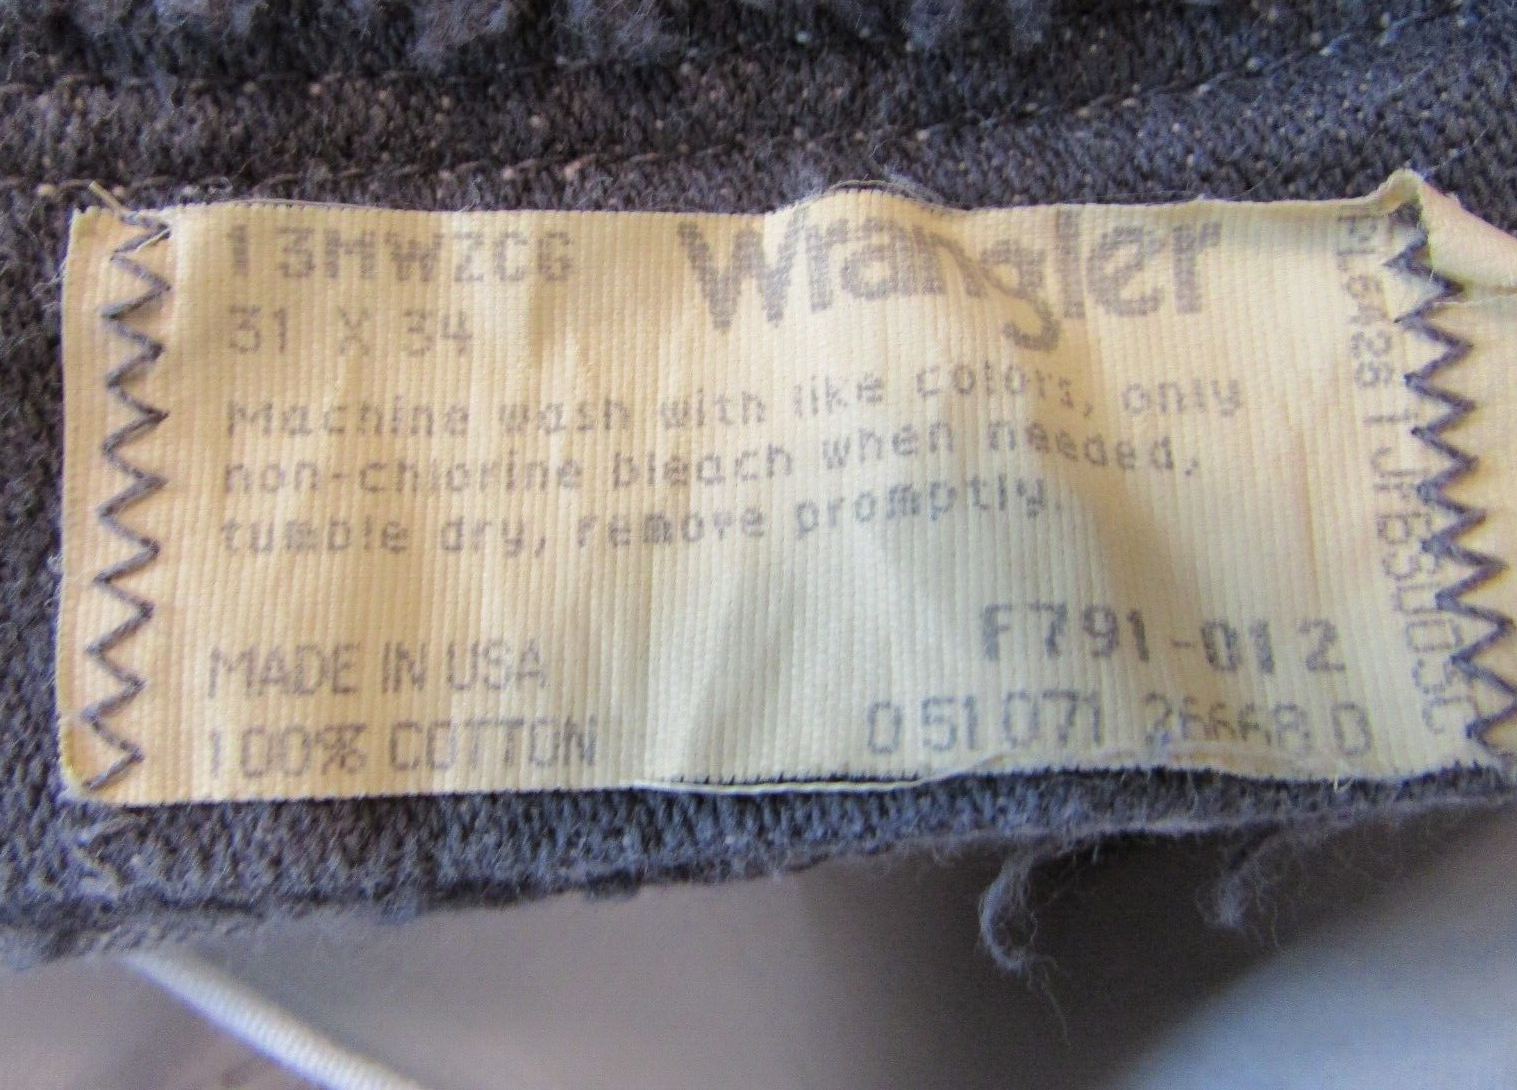 13MWZCG
Wrangler
31 X 34
Machine wash with like colors, only
non-chlorine bleach when needed,
tumble dry, remove promptly.
F791-012
MADE IN USA
100% COTTON
0 51071 26668 0